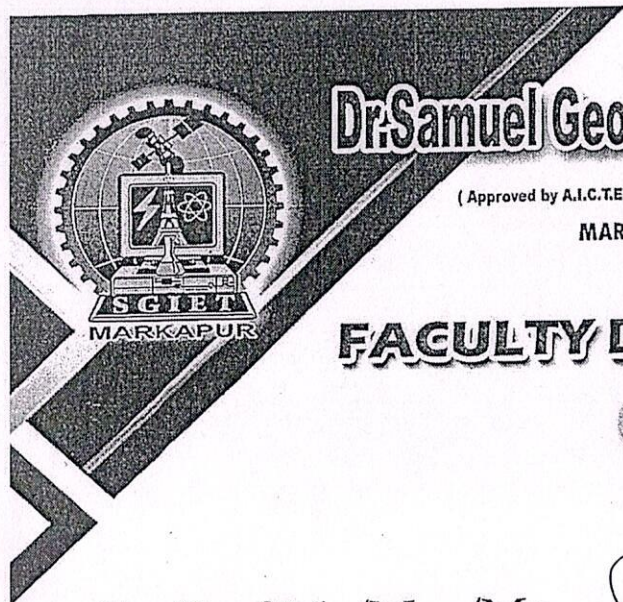 Dr.Samuel Geo
( Approved by A.I.C.T.E
MAR
SGIET
MARKAPUR
FACULTY D